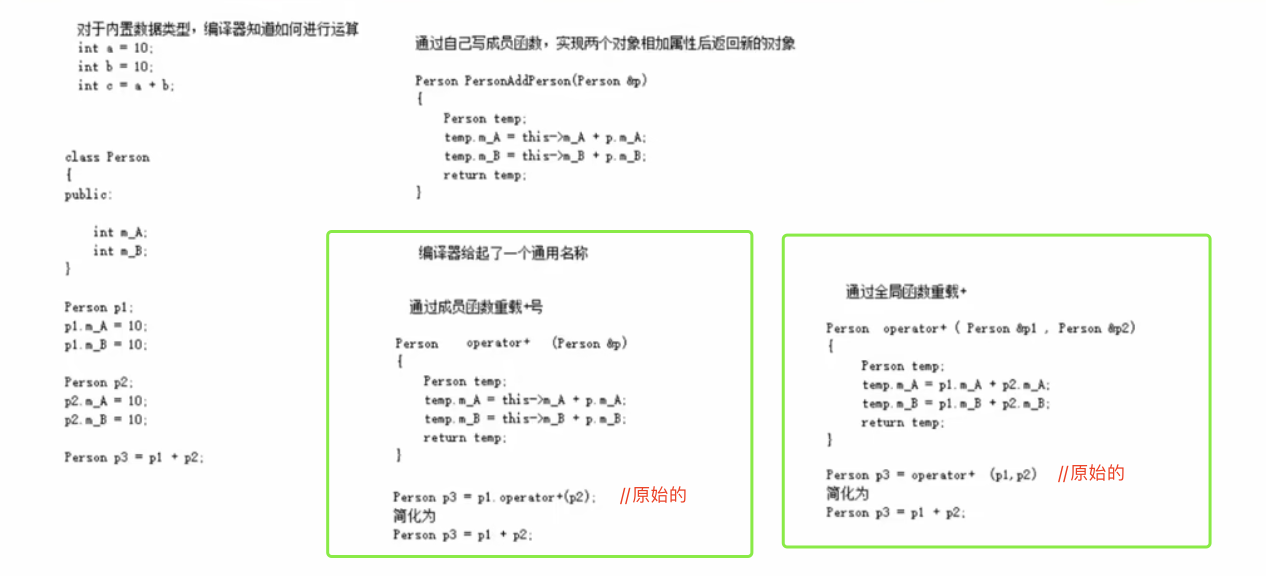 对于内置数据类型，编译器知道如何进行运算
int a = 10;
int b = 10;
int c = a + b;
class Person
{
public:
int m_A;
int m_B;
}
Person p1;
p1.m_A = 10;
p1.m_B = 10;
Person p2;
p2.m_A = 10;
p2.m_B = 10;
Person p3 = p1 + p2;
通过自己写成员函数，实现两个对象相加属性后返回新的对象
Person PersonAddPerson(Person &p)
{
Person temp;
temp.m_A = this->m_A + p.m_A;
temp.m_B = this->m_B + p.m_B;
return temp;
}
编译器给起了一个通用名称
通过成员函数重载+号
Person operator+ (Person &p)
{
Person temp;
temp.m_A = this->m_A + p.m_A;
temp.m_B = this->m_B + p.m_B;
return temp;
}
Person p3 = p1.operator+(p2); //原始的
简化为
Person p3 = p1 + p2;
通过全局函数重载+
Person operator+ ( Person &p1 , Person &p2)
{
Person temp;
temp.m_A = p1.m_A + p2.m_A;
temp.m_B = p1.m_B + p2.m_B;
return temp;
}
Person p3 = operator+ (p1,p2) //原始的
简化为
Person p3 = p1 + p2;